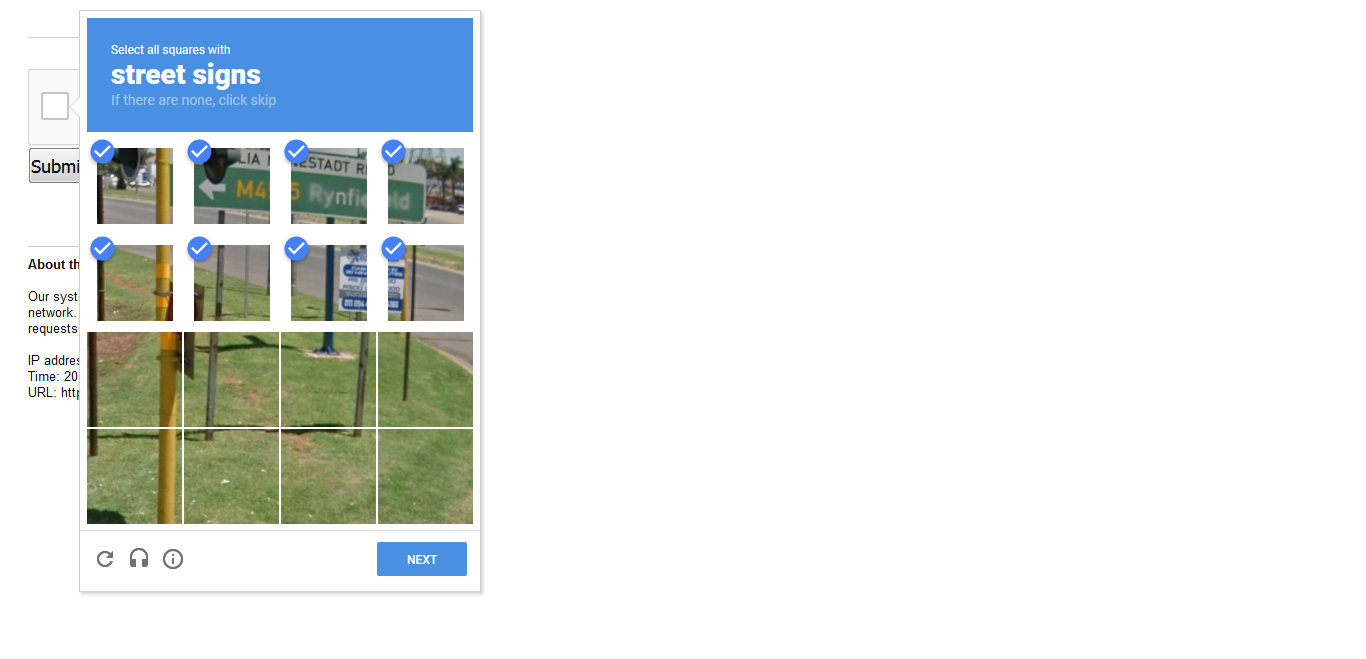 Select all squares with
street signs
If there are none, click skip
Submi
LIA M NESTADT R D
M4 5 Rynfield
About th
Our syst
network.
requests
IP addres
Time: 20
URL: http
NEXT